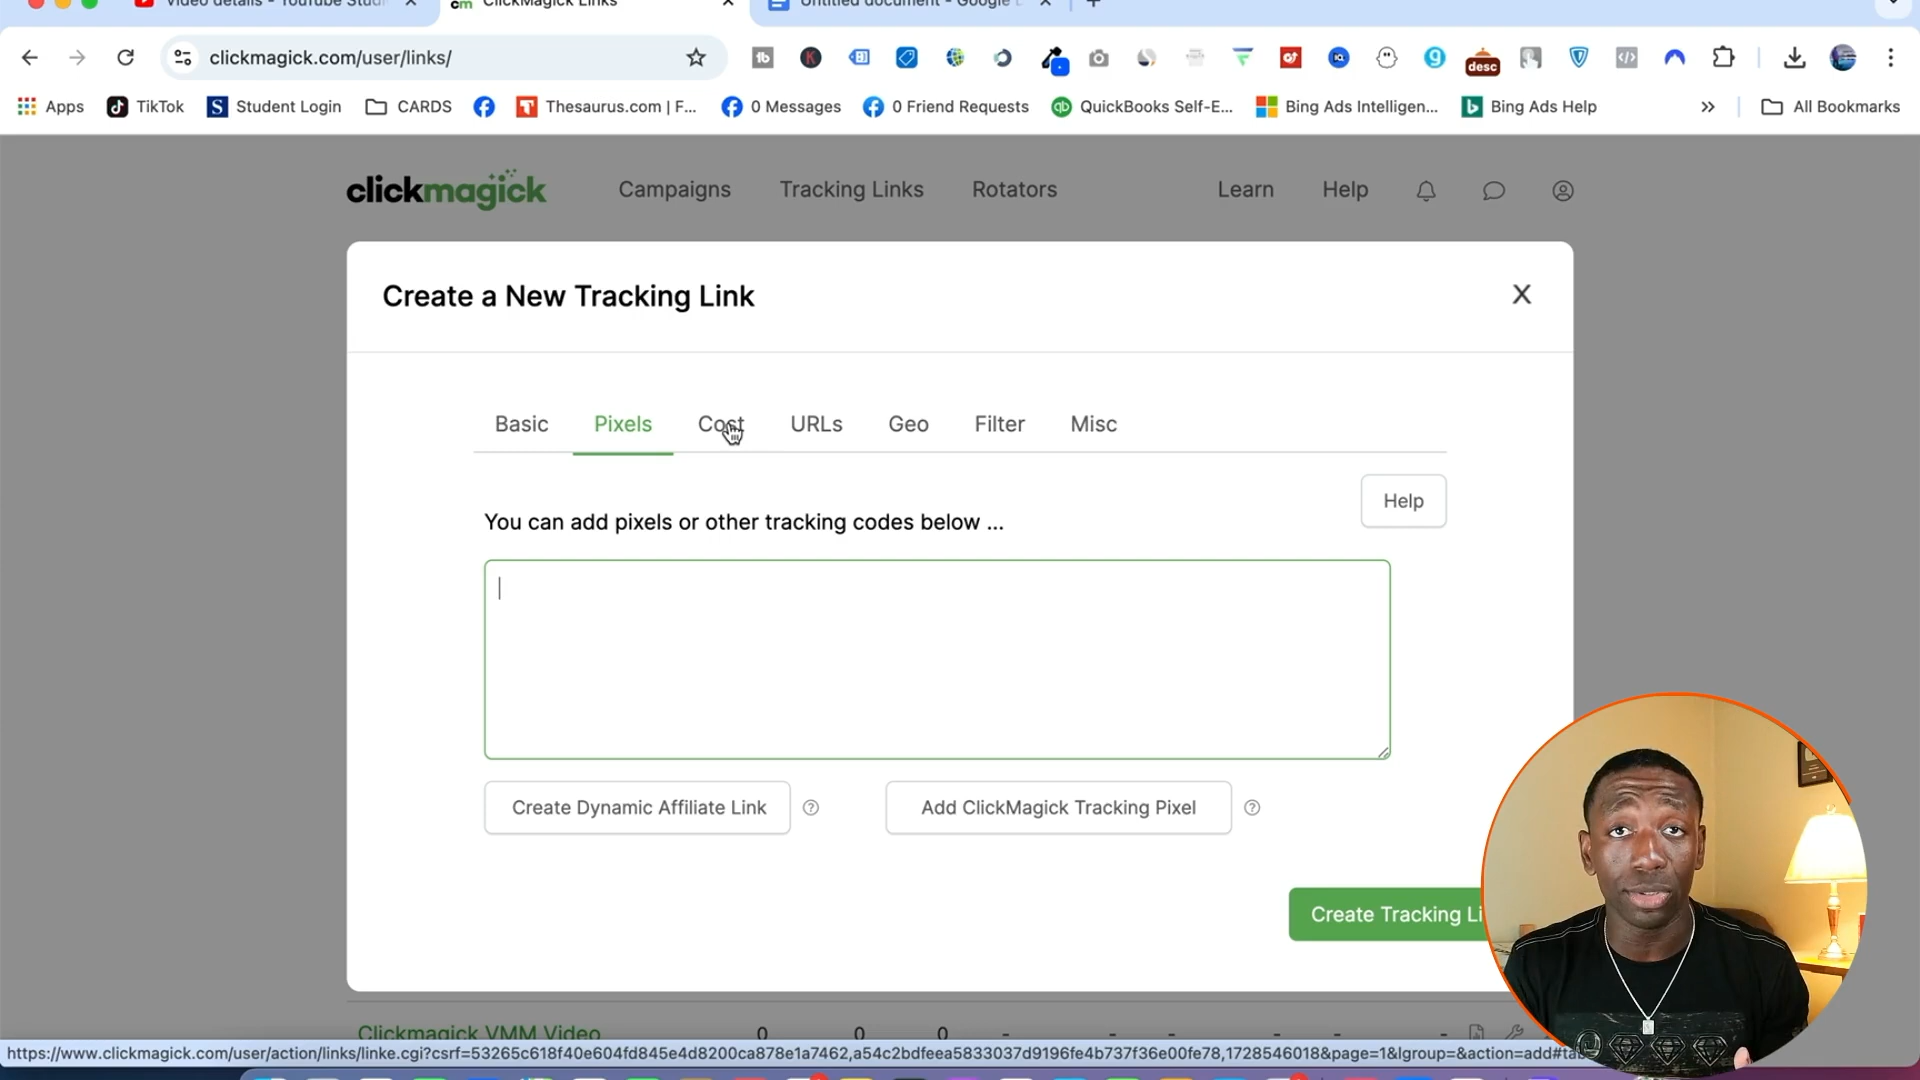 Video details - YouTube Studi
ClickMagick Links
Untitled document - Google
clickmagick.com/user/links/
desc
Apps
TikTok
Student Login
CARDS
Thesaurus.com | F...
0 Messages
0 Friend Requests
QuickBooks Self-E...
Bing Ads Intelligen...
Bing Ads Help
All Bookmarks
clickmagick
Campaigns
Tracking Links
Rotators
Learn
Help
Create a New Tracking Link
X
Basic
Pixels
Cost
URLs
Geo
Filter
Misc
Help
You can add pixels or other tracking codes below ...
Create Dynamic Affiliate Link
Add ClickMagick Tracking Pixel
Create Tracking Li
Clickmagick VMM Video
0 0 0 - - - - -
https://www.clickmagick.com/user/action/links/linke.cgi?csrf=53265c618f40e604fd845e4d8200ca878e1a7462,a54c2bdfeea5833037d9196fe4b737f36e00fe78,1728546018&page=1&lgroup=&action=add#tab